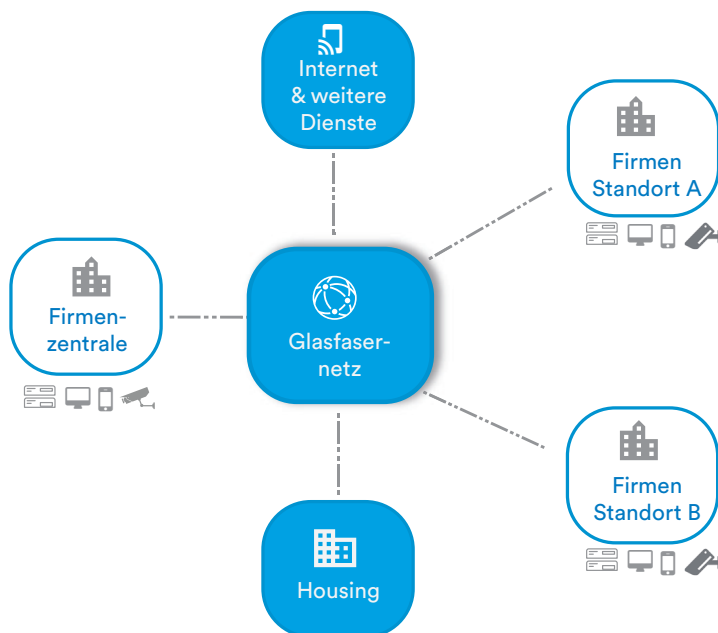 Internet
& weitere
Dienste
Firmen
Standort A
Firmen-
zentrale
Glasfaser-
netz
Firmen
Standort B
Housing